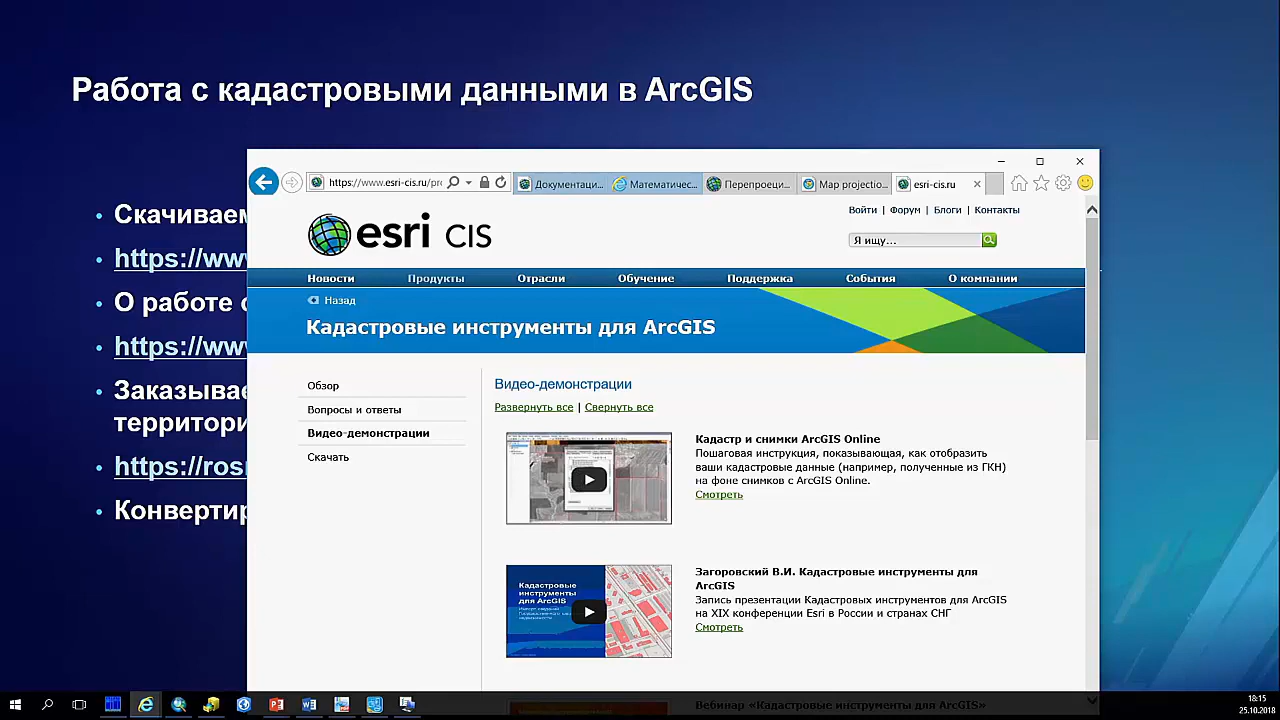 Работа с кадастровыми данными в ArcGIS
• Скачиваем
• https://www
• О работе с
• https://www
• Заказывае
территори
• https://rosr
• Конвертир
https://www.esri-cis.ru/pr
Документаци...
Математичес...
Перепроеци...
Map projectio...
esri-cis.ru
Войти | Форум | Блоги | Контакты
esri CIS
Я ищу...
Новости Продукты Отрасли Обучение Поддержка События О компании
Назад
Кадастровые инструменты для ArcGIS
Обзор
Вопросы и ответы
Видео-демонстрации
Скачать
Видео-демонстрации
Развернуть все | Свернуть все
Кадастр и снимки ArcGIS Online
Пошаговая инструкция, показывающая, как отобразить
ваши кадастровые данные (например, полученные из ГКН)
на фоне снимков с ArcGIS Online.
Смотреть
Кадастровые
инструменты
для ArcGIS
Загоровский В.И. Кадастровые инструменты для
ArcGIS
Запись презентации Кадастровых инструментов для ArcGIS
на XIX конференции Esri в России и странах СНГ
Смотреть
Вебинар «Кадастровые инструменты для ArcGIS»
18:15
25.10.2018